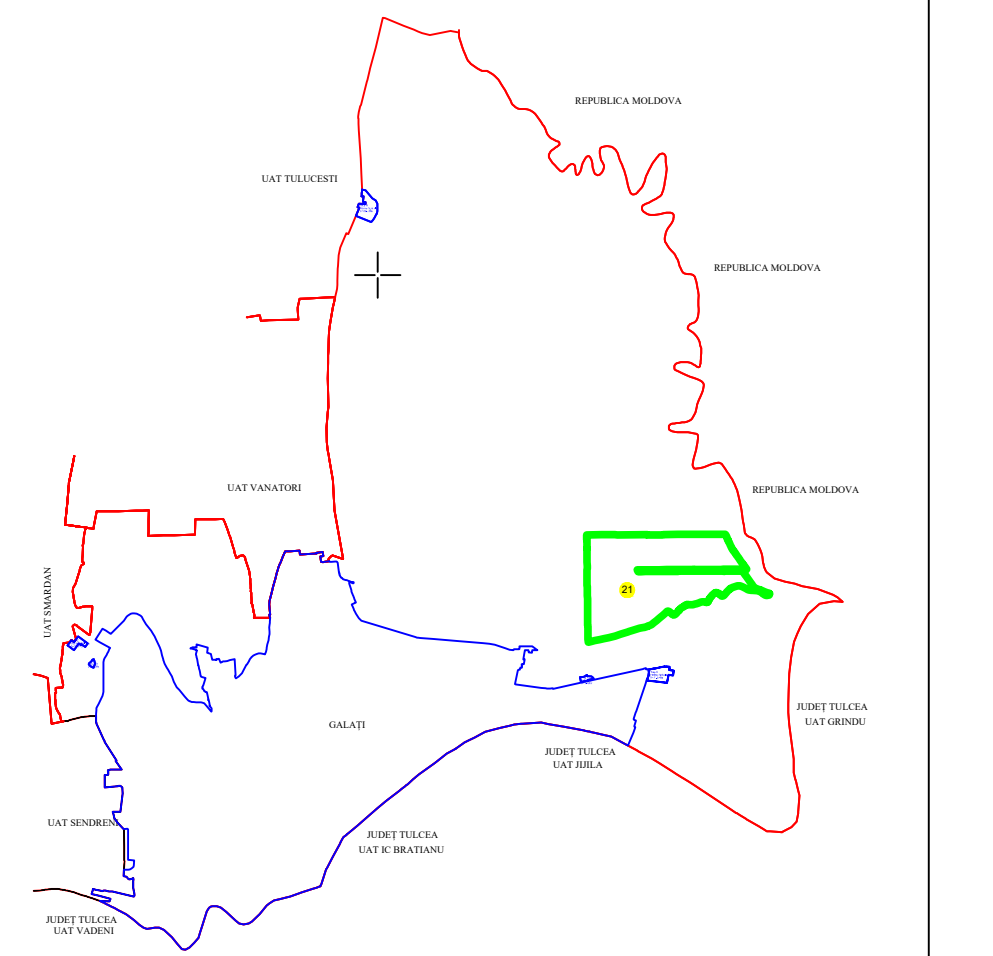 REPUBLICA MOLDOVA
UAT TULUCESTI
REPUBLICA MOLDOVA
UAT VANATORI
REPUBLICA MOLDOVA
UAT SMARDAN
21
JUDEȚ TULCEA
UAT GRINDU
GALAȚI
JUDEȚ TULCEA
UAT JIJILA
UAT SENDRENI
JUDEȚ TULCEA
UAT IC BRATIANU
JUDEȚ TULCEA
UAT VADENI